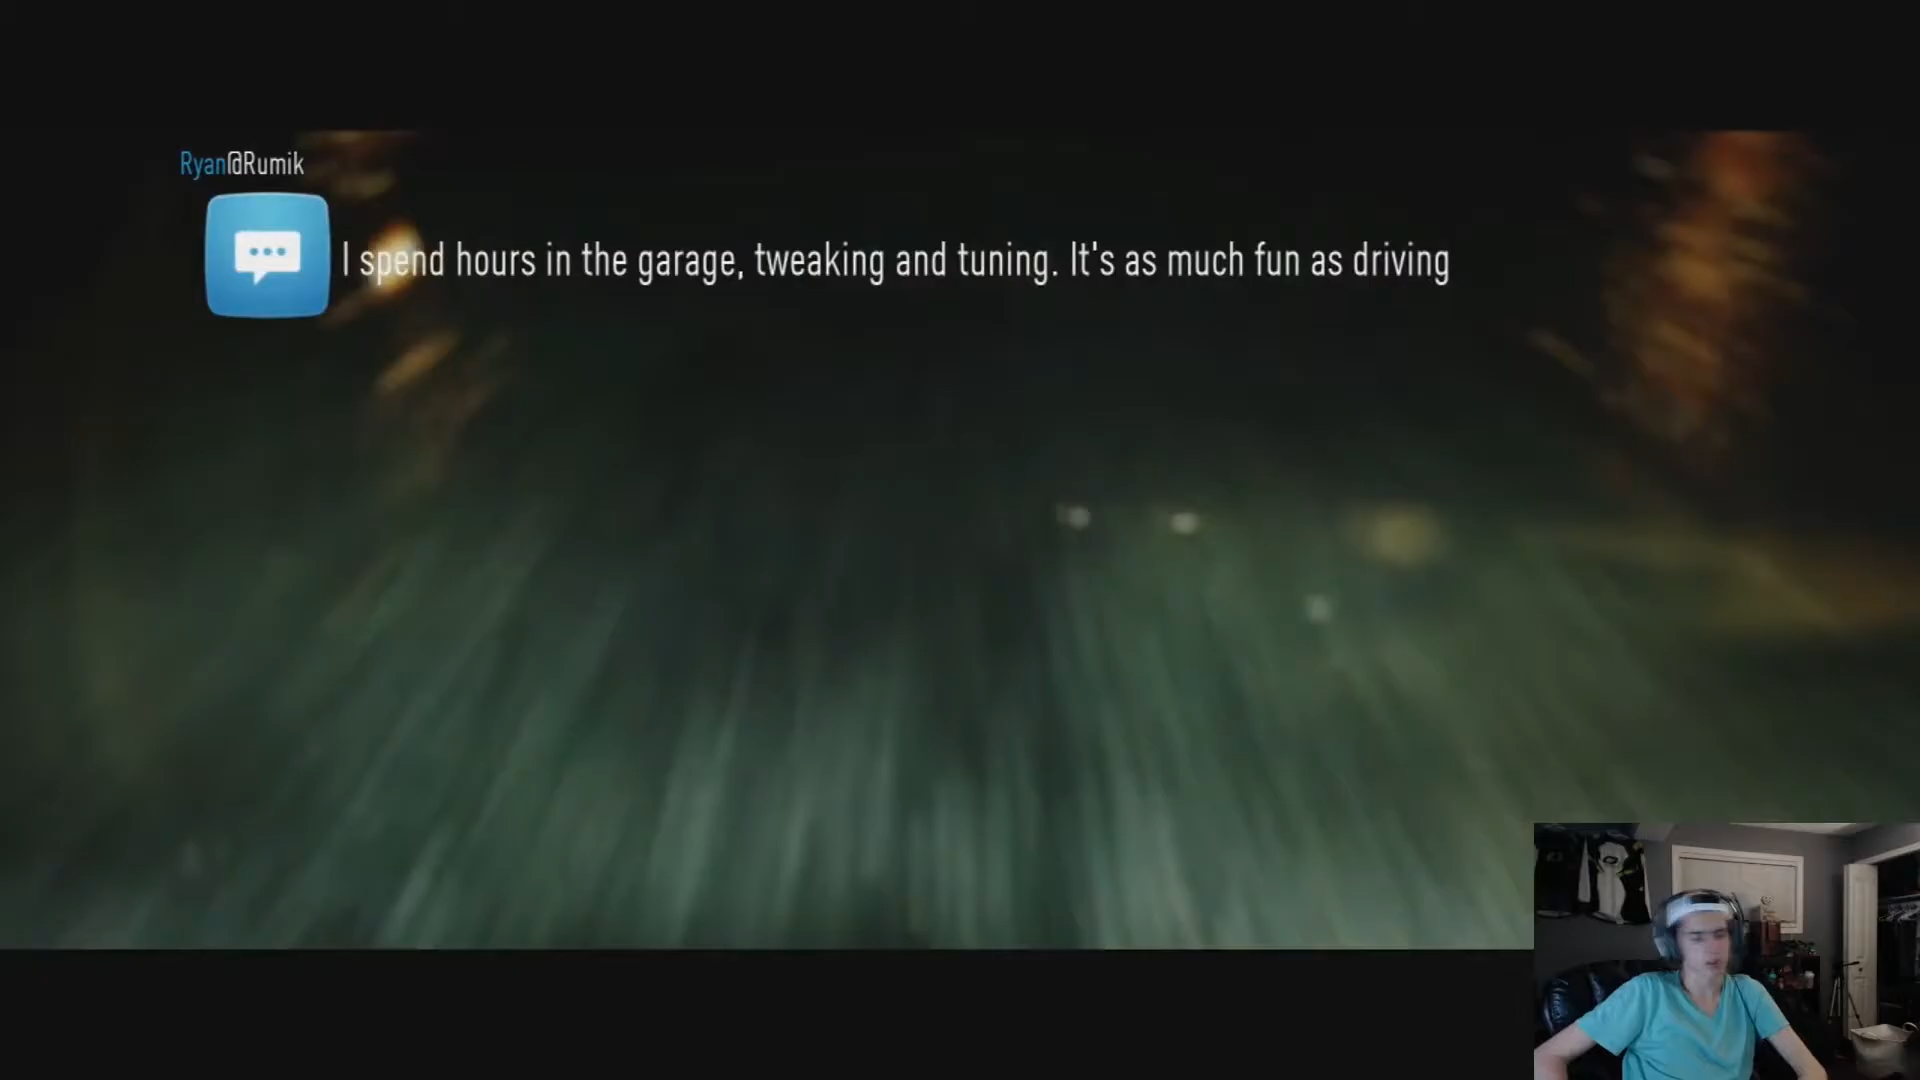 Ryan@Rumik
I spend hours in the garage, tweaking and tuning. It's as much fun as driving